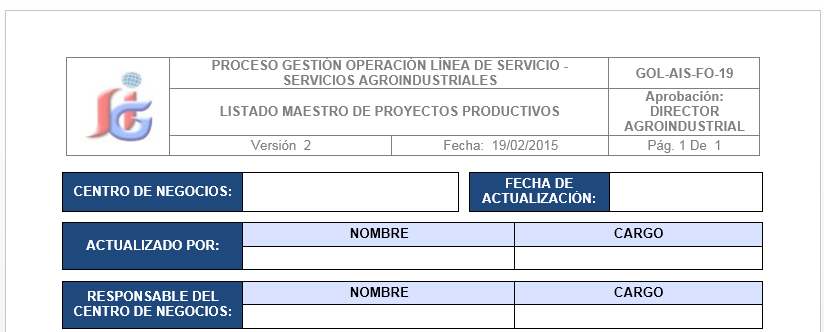 PROCESO GESTIÓN OPERACIÓN LÍNEA DE SERVICIO -
SERVICIOS AGROINDUSTRIALES
GOL-AIS-FO-19
LISTADO MAESTRO DE PROYECTOS PRODUCTIVOS
Aprobación:
DIRECTOR
AGROINDUSTRIAL
Versión 2
Fecha: 19/02/2015
Pág. 1 De 1
CENTRO DE NEGOCIOS:
FECHA DE
ACTUALIZACIÓN:
ACTUALIZADO POR:
NOMBRE
CARGO
RESPONSABLE DEL
CENTRO DE NEGOCIOS:
NOMBRE
CARGO